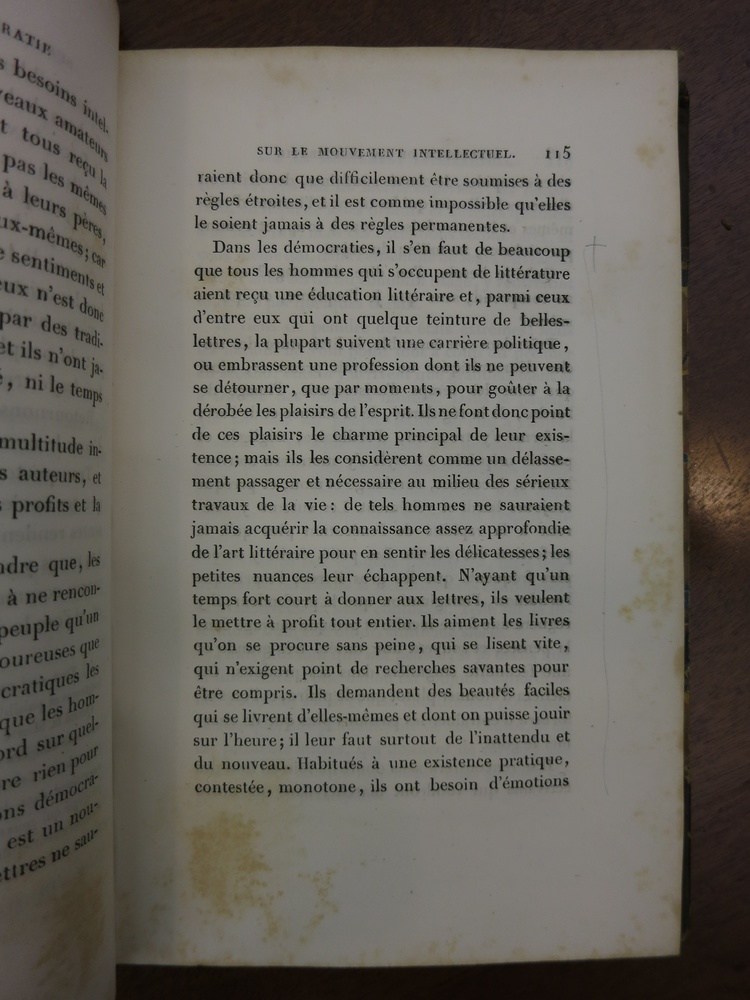 RATIE
besoins intel-
veaux amateurs
t tous reçu la
pas les mêmes
à leurs pères,
ux-mêmes; car
sentiments et
eux n'est donc
par des tradi-
et ils n'ont ja-
, ni le temps
multitude in-
s auteurs, et
s profits et la
ndre que, les
à ne rencon-
peuple qu'un
oureuses que
cratiques les
que les hom-
ord sur quel-
re rien pour
ons démocra-
est un nou-
ettres ne sau-
SUR LE MOUVEMENT INTELLECTUEL. 115
raient donc que difficilement être soumises à des
règles étroites, et il est comme impossible qu'elles
le soient jamais à des règles permanentes.
Dans les démocraties, il s'en faut de beaucoup
que tous les hommes qui s'occupent de littérature
aient reçu une éducation littéraire et, parmi ceux
d'entre eux qui ont quelque teinture de belles-
lettres, la plupart suivent une carrière politique,
ou embrassent une profession dont ils ne peuvent
se détourner, que par moments, pour goûter à la
dérobée les plaisirs de l'esprit. Ils ne font donc point
de ces plaisirs le charme principal de leur exis-
tence; mais ils les considèrent comme un délasse-
ment passager et nécessaire au milieu des sérieux
travaux de la vie: de tels hommes ne sauraient
jamais acquérir la connaissance assez approfondie
de l'art littéraire pour en sentir les délicatesses; les
petites nuances leur échappent. N'ayant qu'un
temps fort court à donner aux lettres, ils veulent
le mettre à profit tout entier. Ils aiment les livres
qu'on se procure sans peine, qui se lisent vite,
qui n'exigent point de recherches savantes pour
être compris. Ils demandent des beautés faciles
qui se livrent d'elles-mêmes et dont on puisse jouir
sur l'heure; il leur faut surtout de l'inattendu et
du nouveau. Habitués à une existence pratique,
contestée, monotone, ils ont besoin d'émotions